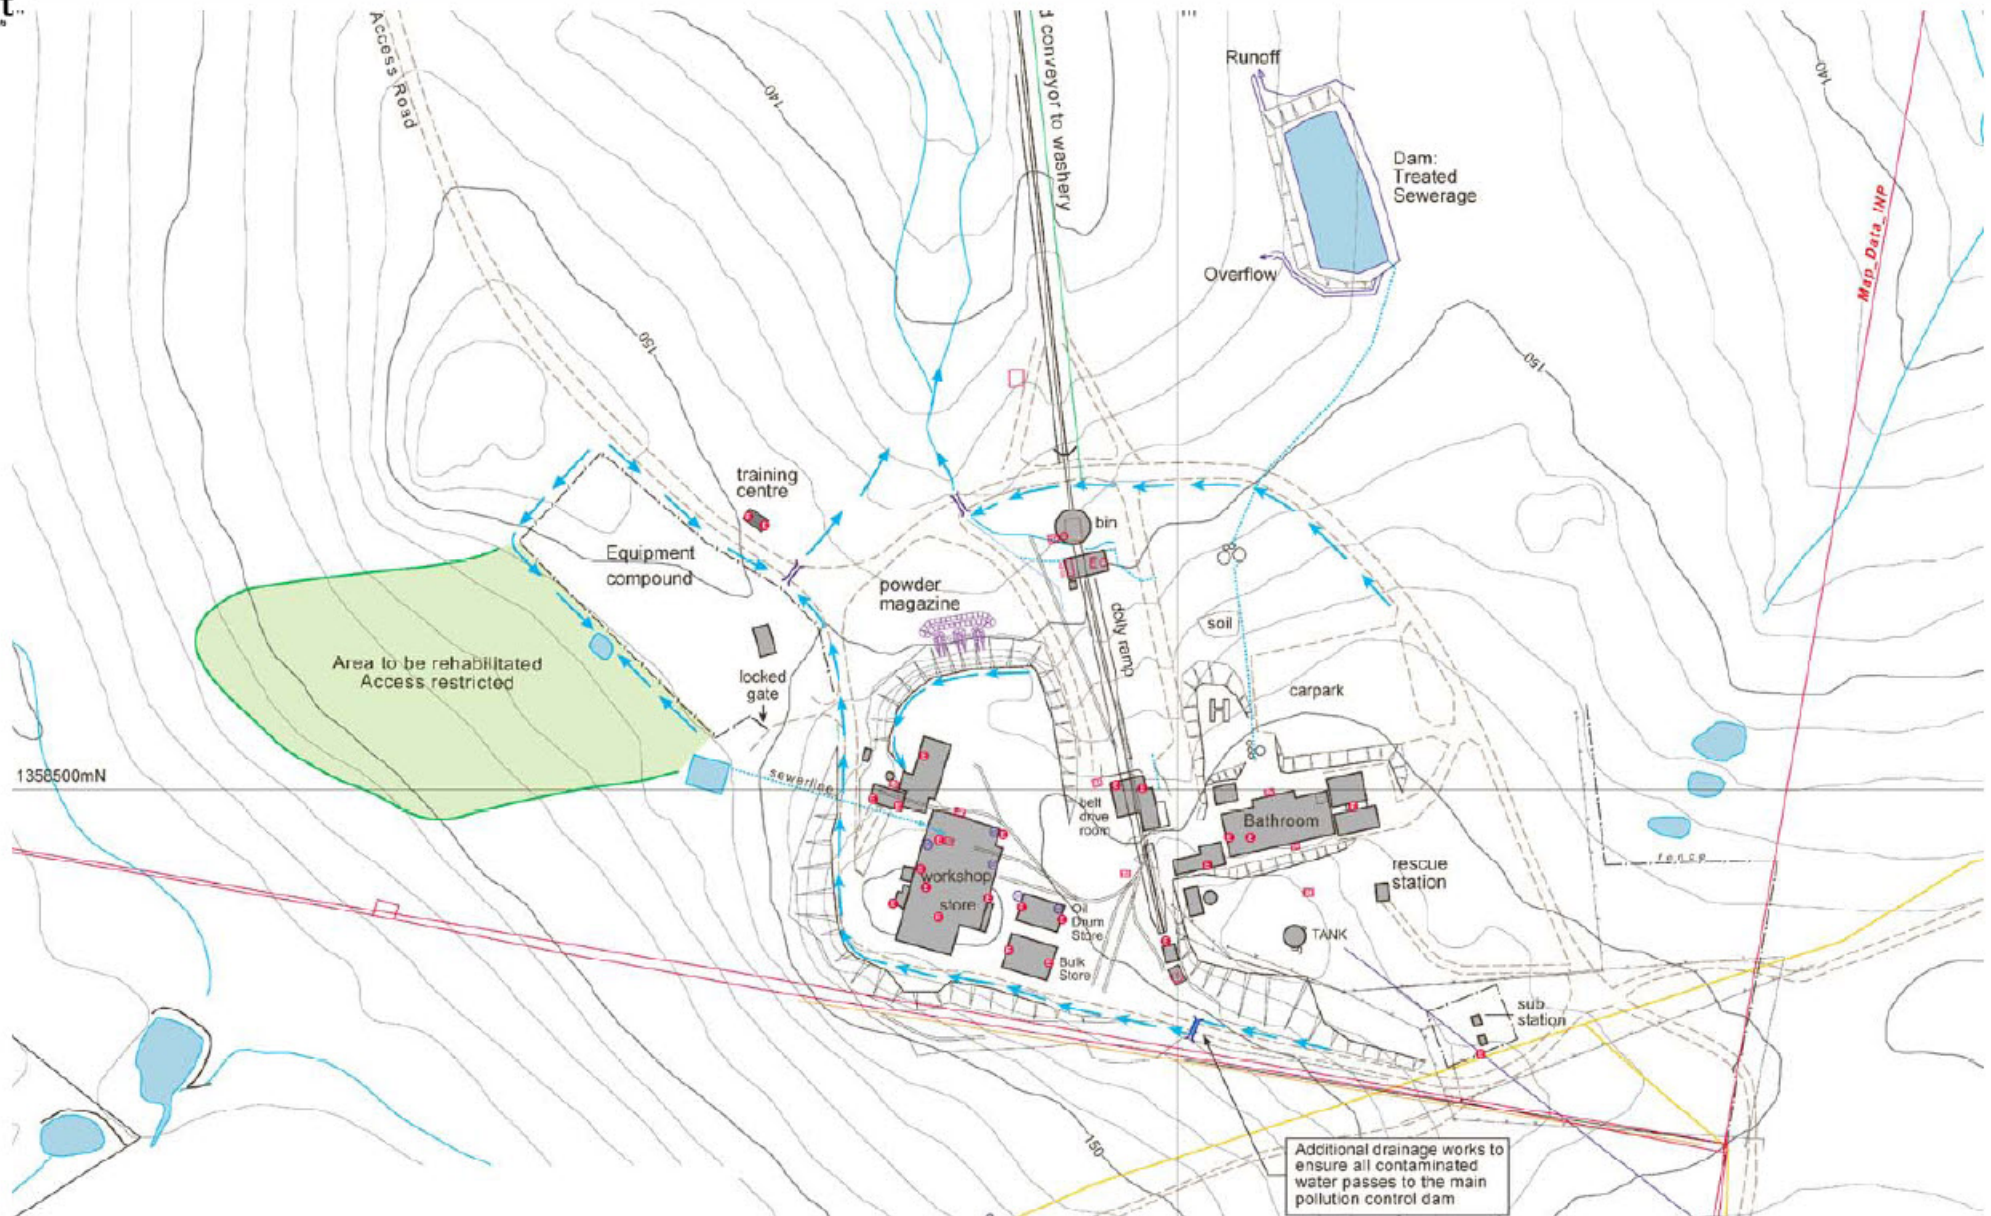 t.
Access Road
140
d conveyor to washery
Runoff
140
Dam:
Treated
Sewerage
Map_Data_INP
Overflow
150
150
training
centre
bin
Equipment
compound
powder
magazine
dolly ramp
soil
Area to be rehabilitated
Access restricted
locked
gate
carpark
H
1358500mN
sewerline
belt
drive
room
Bathroom
fence
workshop
store
rescue
station
Oil
Drum
Store
TANK
Bulk
Store
sub
station
150
Additional drainage works to
ensure all contaminated
water passes to the main
pollution control dam